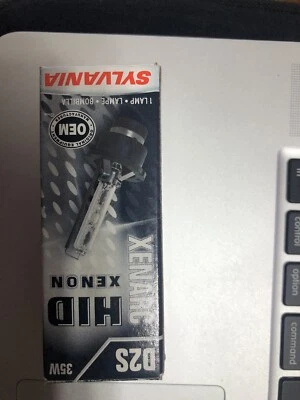 SYLVANIA
1 LAMP • LAMPE • BOMBILLA
OEM
XENARC
HID
XENON
D2S
35W
control
option
command